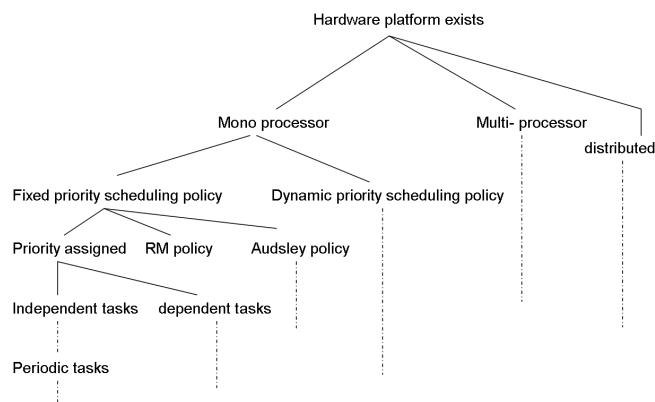 Hardware platform exists
Mono processor
Multi- processor
distributed
Fixed priority scheduling policy
Dynamic priority scheduling policy
Priority assigned
RM policy
Audsley policy
Independent tasks
dependent tasks
Periodic tasks